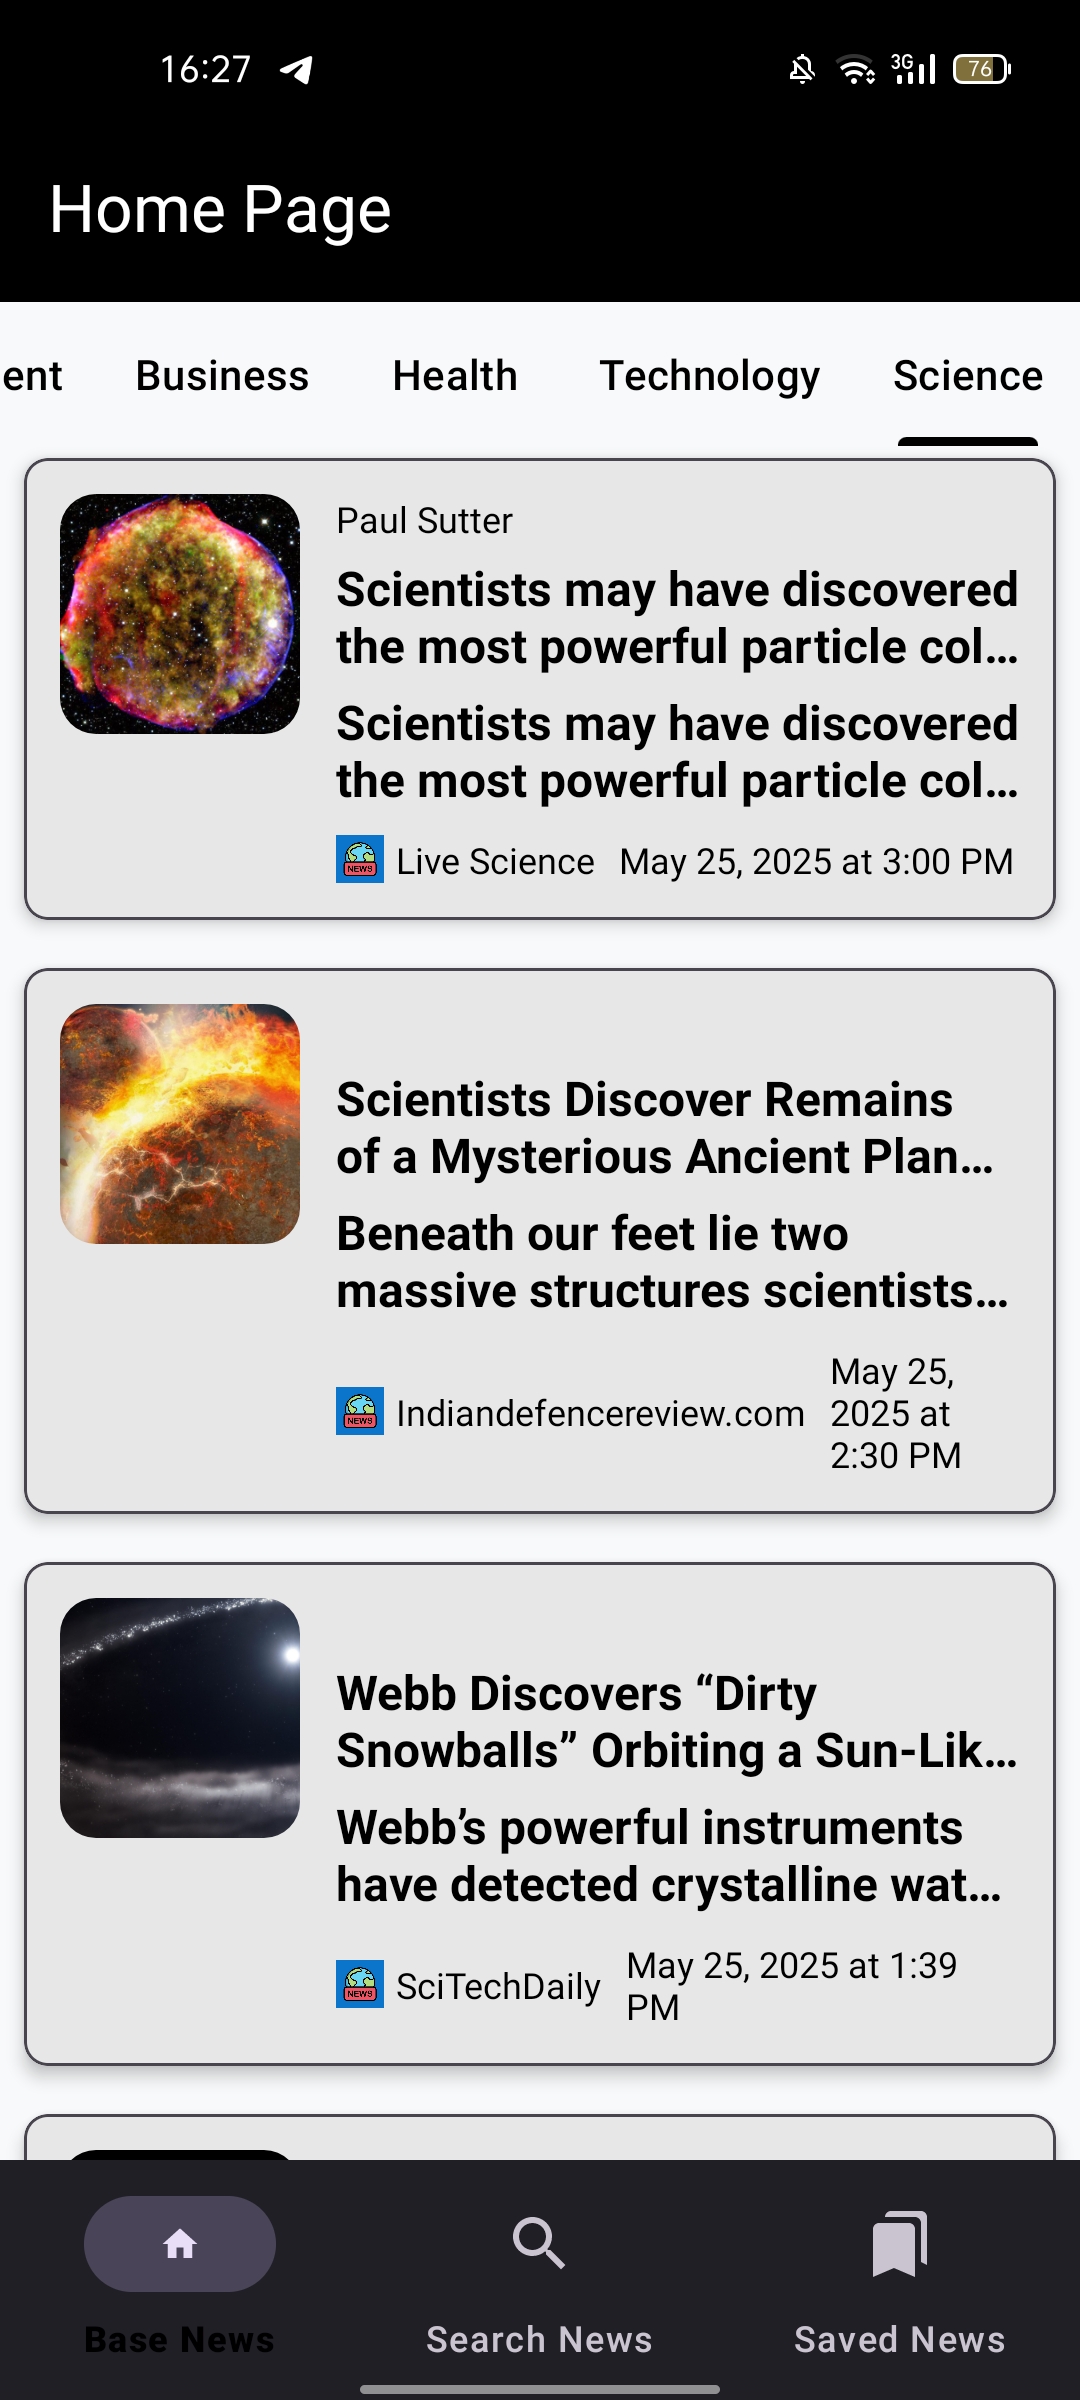 16:27 3G 76
Home Page
ent Business Health Technology Science
Paul Sutter
Scientists may have discovered
the most powerful particle col...
Scientists may have discovered
the most powerful particle col...
NEWS Live Science May 25, 2025 at 3:00 PM
Scientists Discover Remains
of a Mysterious Ancient Plan...
Beneath our feet lie two
massive structures scientists...
NEWS Indiandefencereview.com May 25,
2025 at
2:30 PM
Webb Discovers “Dirty
Snowballs” Orbiting a Sun-Lik...
Webb’s powerful instruments
have detected crystalline wat...
NEWS SciTechDaily May 25, 2025 at 1:39
PM
Base News Search News Saved News